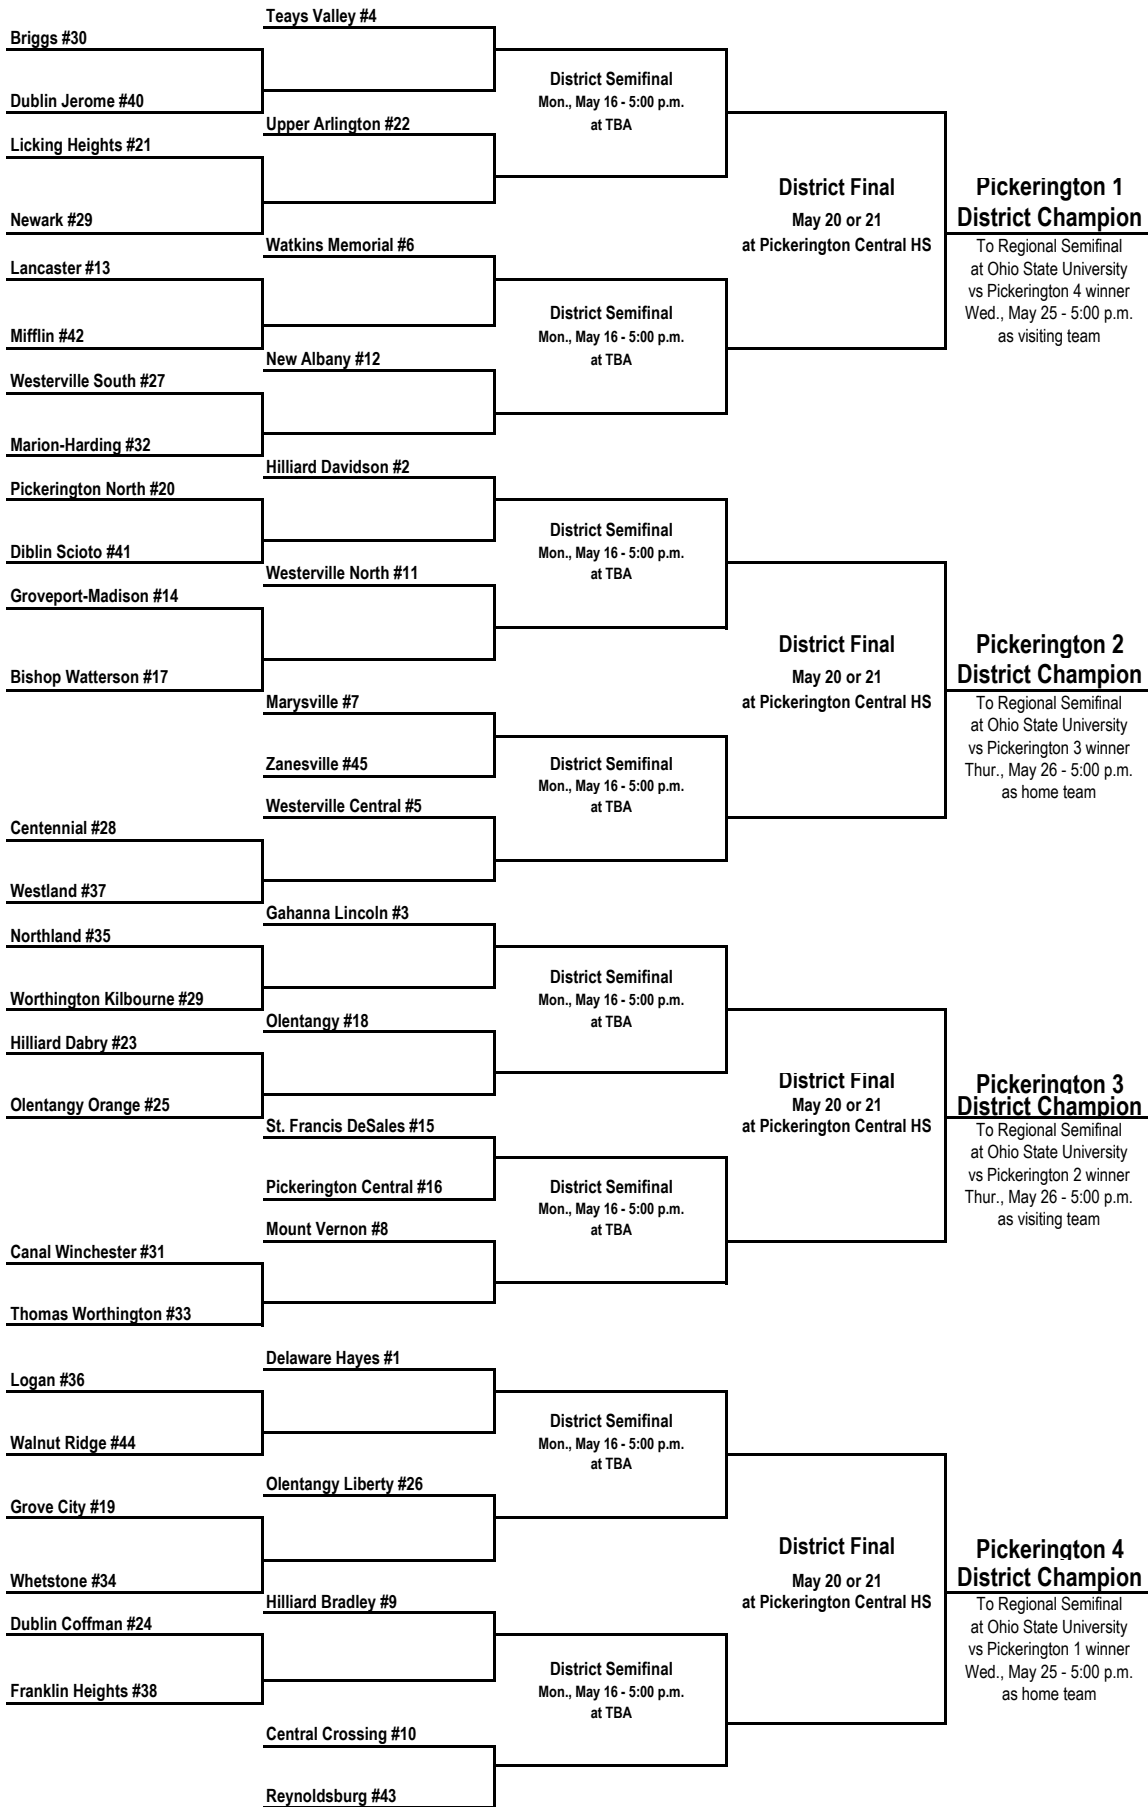 Teays Valley #4
Briggs #30
District Semifinal
Mon., May 16 - 5:00 p.m.
at TBA
Dublin Jerome #40
Upper Arlington #22
Licking Heights #21
District Final
May 20 or 21
at Pickerington Central HS
Pickerington 1
District Champion
To Regional Semifinal
at Ohio State University
vs Pickerington 4 winner
Wed., May 25 - 5:00 p.m.
as visiting team
Newark #29
Watkins Memorial #6
Lancaster #13
District Semifinal
Mon., May 16 - 5:00 p.m.
at TBA
Mifflin #42
New Albany #12
Westerville South #27
Marion-Harding #32
Hilliard Davidson #2
Pickerington North #20
District Semifinal
Mon., May 16 - 5:00 p.m.
at TBA
Diblin Scioto #41
Westerville North #11
Groveport-Madison #14
District Final
May 20 or 21
at Pickerington Central HS
Pickerington 2
District Champion
To Regional Semifinal
at Ohio State University
vs Pickerington 3 winner
Thur., May 26 - 5:00 p.m.
as home team
Bishop Watterson #17
Marysville #7
District Semifinal
Mon., May 16 - 5:00 p.m.
at TBA
Zanesville #45
Westerville Central #5
Centennial #28
Westland #37
Gahanna Lincoln #3
Northland #35
District Semifinal
Mon., May 16 - 5:00 p.m.
at TBA
Worthington Kilbourne #29
Olentangy #18
Hilliard Dabry #23
District Final
May 20 or 21
at Pickerington Central HS
Pickerington 3
District Champion
To Regional Semifinal
at Ohio State University
vs Pickerington 2 winner
Thur., May 26 - 5:00 p.m.
as visiting team
Olentangy Orange #25
St. Francis DeSales #15
District Semifinal
Mon., May 16 - 5:00 p.m.
at TBA
Pickerington Central #16
Mount Vernon #8
Canal Winchester #31
Thomas Worthington #33
Delaware Hayes #1
Logan #36
District Semifinal
Mon., May 16 - 5:00 p.m.
at TBA
Walnut Ridge #44
Olentangy Liberty #26
Grove City #19
District Final
May 20 or 21
at Pickerington Central HS
Pickerington 4
District Champion
To Regional Semifinal
at Ohio State University
vs Pickerington 1 winner
Wed., May 25 - 5:00 p.m.
as home team
Whetstone #34
Hilliard Bradley #9
Dublin Coffman #24
District Semifinal
Mon., May 16 - 5:00 p.m.
at TBA
Franklin Heights #38
Central Crossing #10
Reynoldsburg #43